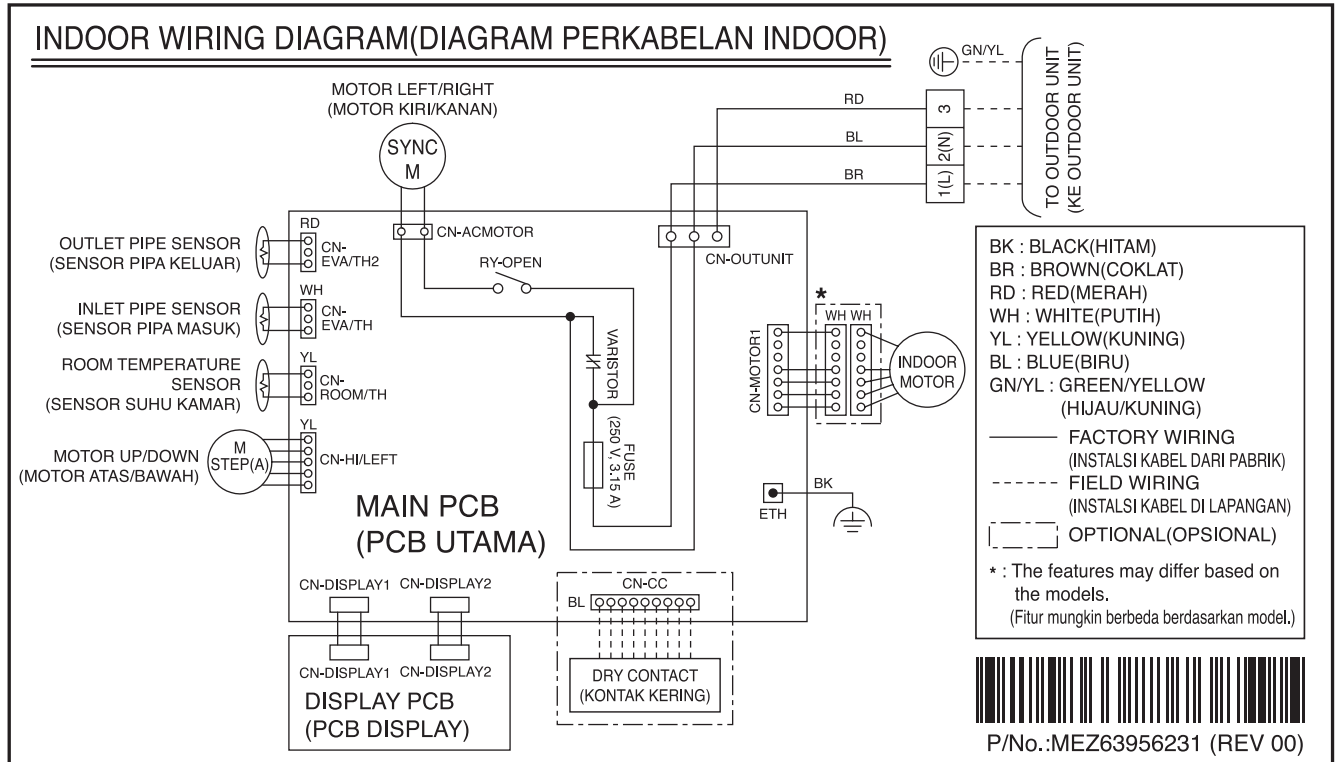 INDOOR WIRING DIAGRAM(DIAGRAM PERKABELAN INDOOR)
MOTOR LEFT/RIGHT
(MOTOR KIRI/KANAN)
SYNC
M
GN/YL
RD
3
BL
2(N)
BR
1(L)
TO OUTDOOR UNIT
(KE OUTDOOR UNIT)
OUTLET PIPE SENSOR
(SENSOR PIPA KELUAR)
RD
CN-
EVA/TH2
INLET PIPE SENSOR
(SENSOR PIPA MASUK)
WH
CN-
EVA/TH
ROOM TEMPERATURE
SENSOR
(SENSOR SUHU KAMAR)
YL
CN-
ROOM/TH
MOTOR UP/DOWN
(MOTOR ATAS/BAWAH)
M
STEP(A)
YL
CN-HI/LEFT
CN-ACMOTOR
RY-OPEN
CN-OUTUNIT
VARISTOR
FUSE
(250 V, 3.15 A)
*
WH WH
CN-MOTOR1
INDOOR
MOTOR
BK
ETH
MAIN PCB
(PCB UTAMA)
CN-DISPLAY1 CN-DISPLAY2
CN-DISPLAY1 CN-DISPLAY2
DISPLAY PCB
(PCB DISPLAY)
CN-CC
BL
DRY CONTACT
(KONTAK KERING)
BK : BLACK(HITAM)
BR : BROWN(COKLAT)
RD : RED(MERAH)
WH : WHITE(PUTIH)
YL : YELLOW(KUNING)
BL : BLUE(BIRU)
GN/YL : GREEN/YELLOW
(HIJAU/KUNING)
FACTORY WIRING
(INSTALSI KABEL DARI PABRIK)
FIELD WIRING
(INSTALSI KABEL DI LAPANGAN)
OPTIONAL(OPSIONAL)
* : The features may differ based on
the models.
(Fitur mungkin berbeda berdasarkan model.)
P/No.:MEZ63956231 (REV 00)